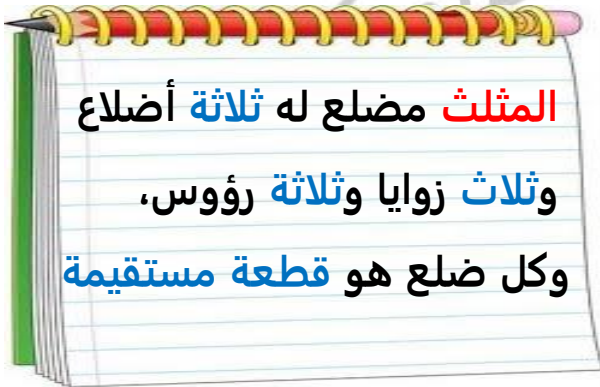 المثلث مضلع له ثلاثة أضلاع
وثلاث زوايا وثلاثة رؤوس،
وكل ضلع هو قطعة مستقيمة